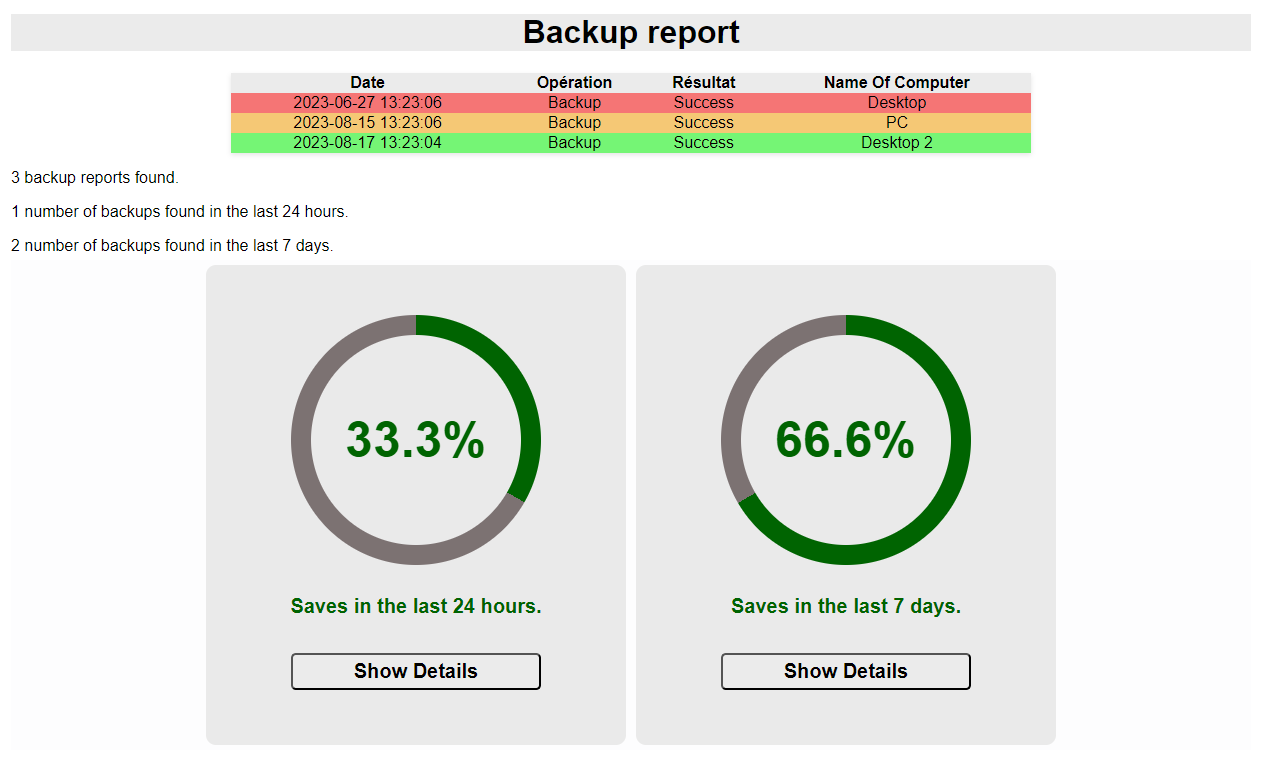 Backup report
Date Opération Résultat Name Of Computer
2023-06-27 13:23:06 Backup Success Desktop
2023-08-15 13:23:06 Backup Success PC
2023-08-17 13:23:04 Backup Success Desktop 2
3 backup reports found.
1 number of backups found in the last 24 hours.
2 number of backups found in the last 7 days.
33.3% 66.6%
Saves in the last 24 hours. Saves in the last 7 days.
Show Details Show Details